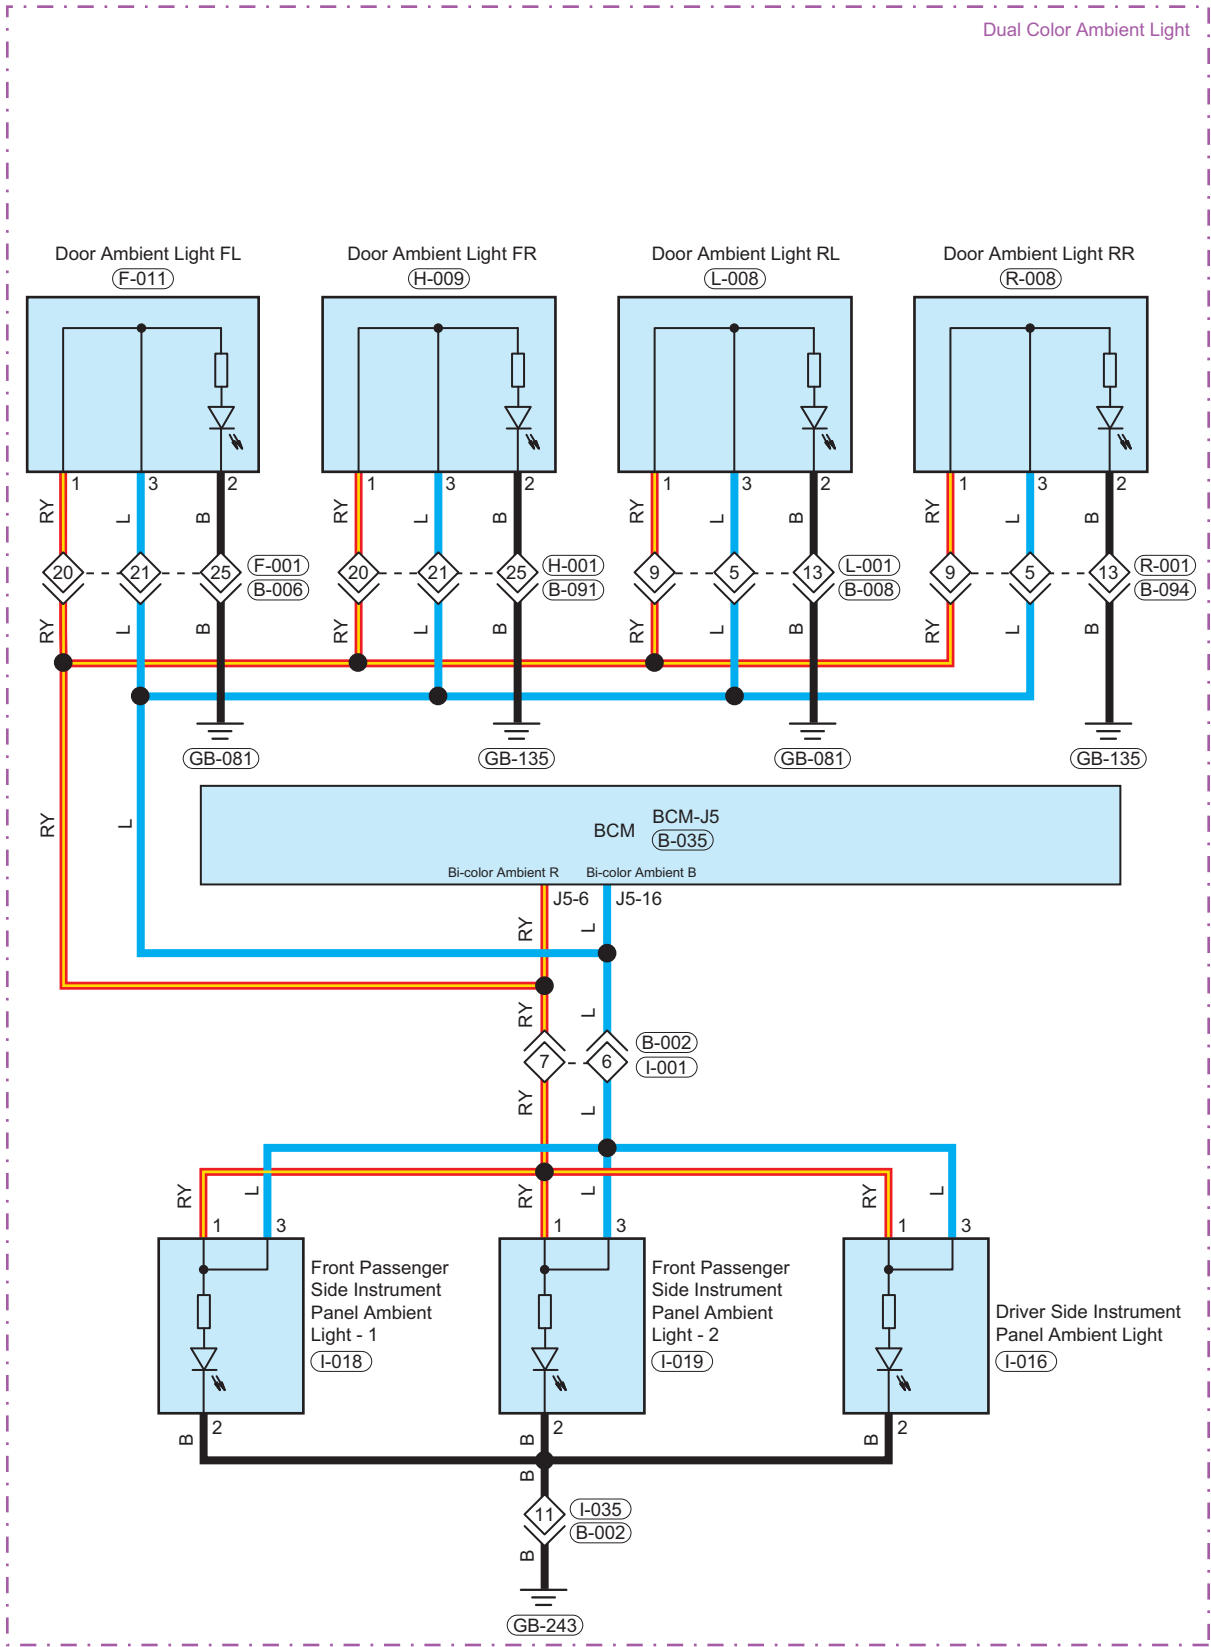 Dual Color Ambient Light
Door Ambient Light FL
F-011
Door Ambient Light FR
H-009
Door Ambient Light RL
L-008
Door Ambient Light RR
R-008
1 3 2
1 3 2
1 3 2
1 3 2
RY L B
RY L B
RY L B
RY L B
20 21 25 F-001
B-006
20 21 25 H-001
B-091
9 5 13 L-001
B-008
9 5 13 R-001
B-094
RY L B
RY L B
RY L B
RY L B
GB-081
GB-135
GB-081
GB-135
RY L
BCM
BCM-J5
B-035
Bi-color Ambient R
Bi-color Ambient B
J5-6
J5-16
RY L
RY L
7 6
B-002
I-001
RY L
RY L
RY L
RY L
1 3
1 3
1 3
Front Passenger
Side Instrument
Panel Ambient
Light - 1
I-018
Front Passenger
Side Instrument
Panel Ambient
Light - 2
I-019
Driver Side Instrument
Panel Ambient Light
I-016
2
2
2
B
B
B
B
11
I-035
B-002
B
GB-243